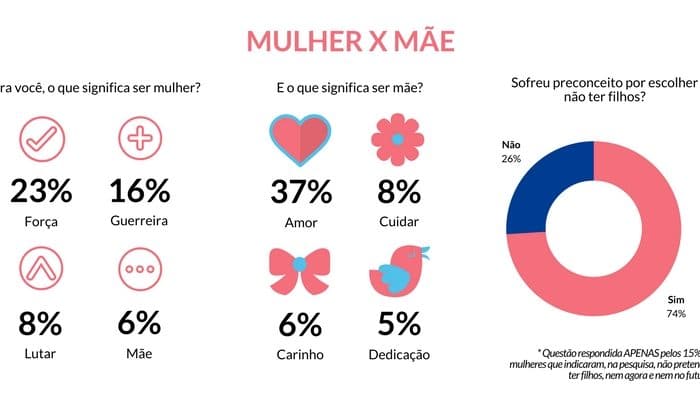 MULHER X MÃE
ra você, o que significa ser mulher?
23%
Força
16%
Guerreira
8%
Lutar
6%
Mãe
E o que significa ser mãe?
37%
Amor
8%
Cuidar
6%
Carinho
5%
Dedicação
Sofreu preconceito por escolher
não ter filhos?
Não
26%
Sim
74%
* Questão respondida APENAS pelos 15%
mulheres que indicaram, na pesquisa, não preten
ter filhos, nem agora e nem no futu